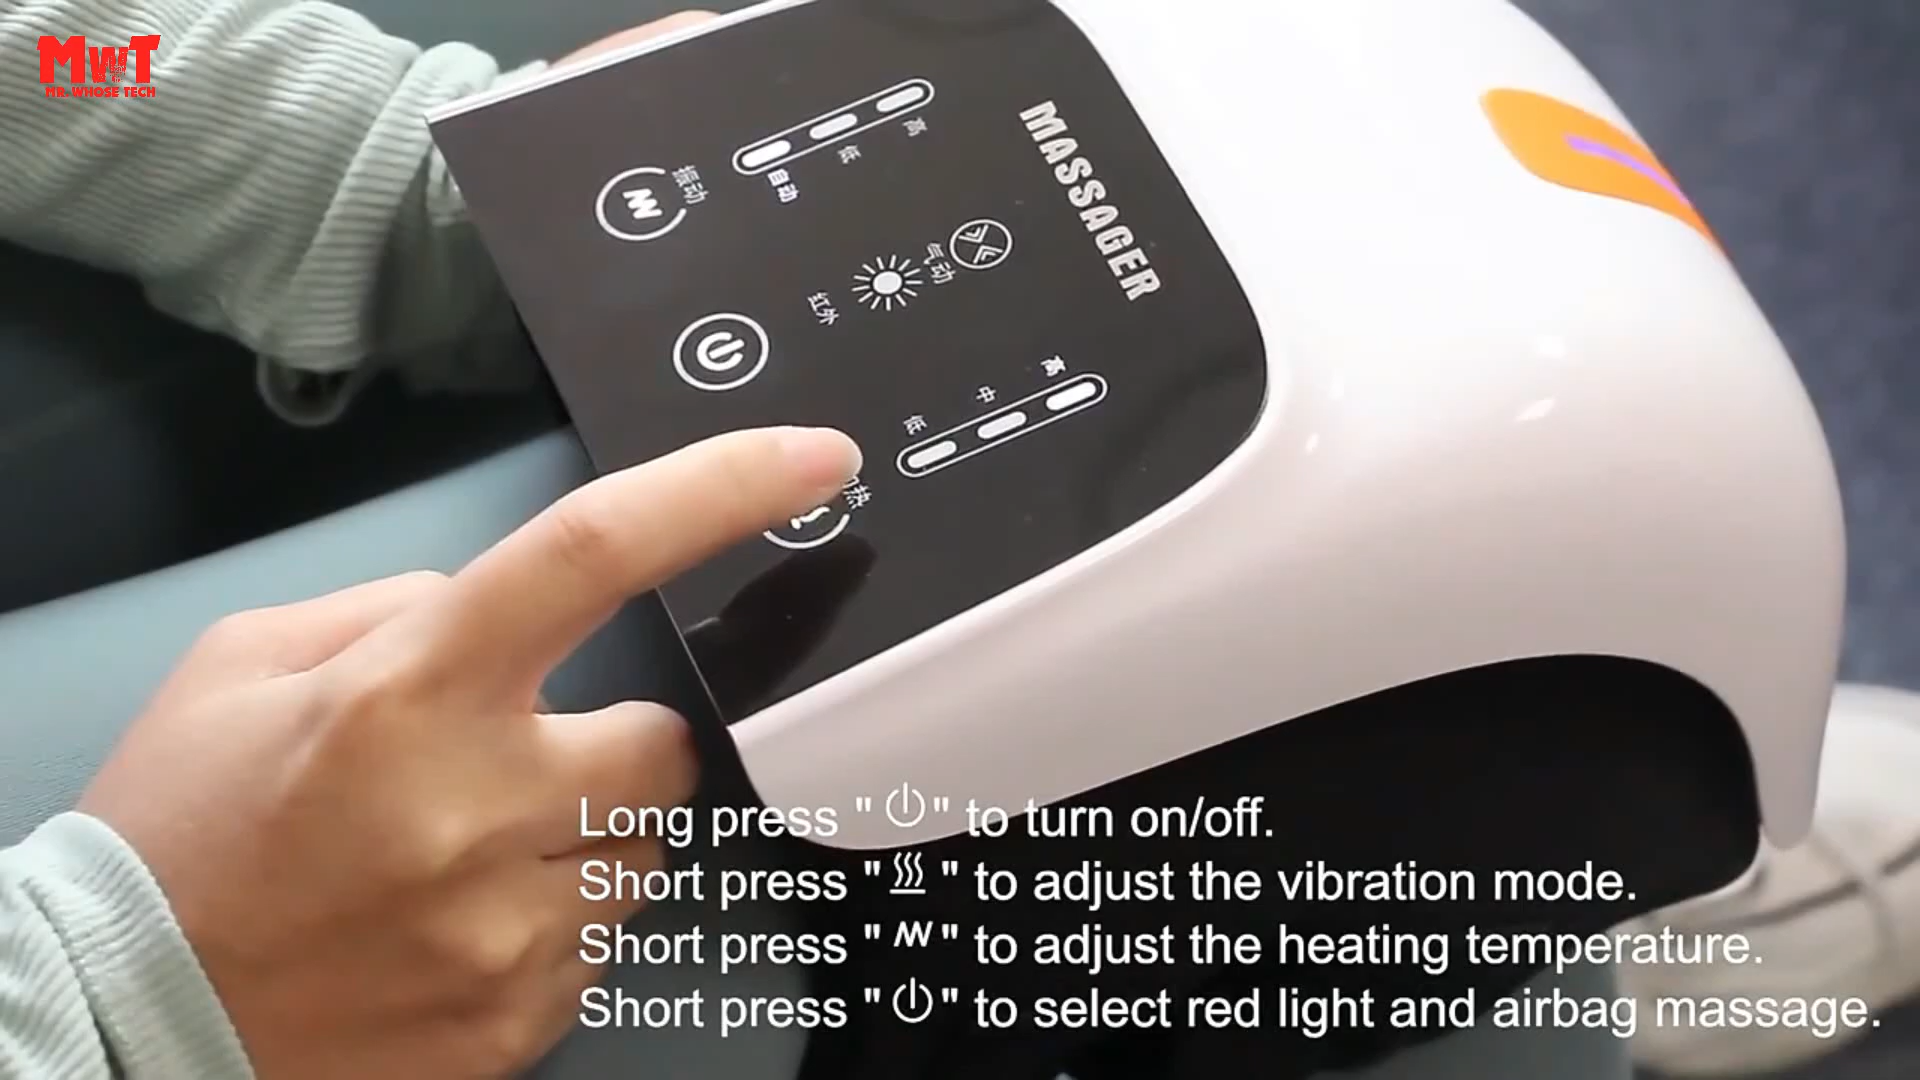 MWT
MR. WHOSE TECH
MASSAGER
高
低
自动
振动
气动
红外
高
中
低
热
Long press "⏻" to turn on/off.
Short press "♨" to adjust the vibration mode.
Short press "ʍ" to adjust the heating temperature.
Short press "⏻" to select red light and airbag massage.